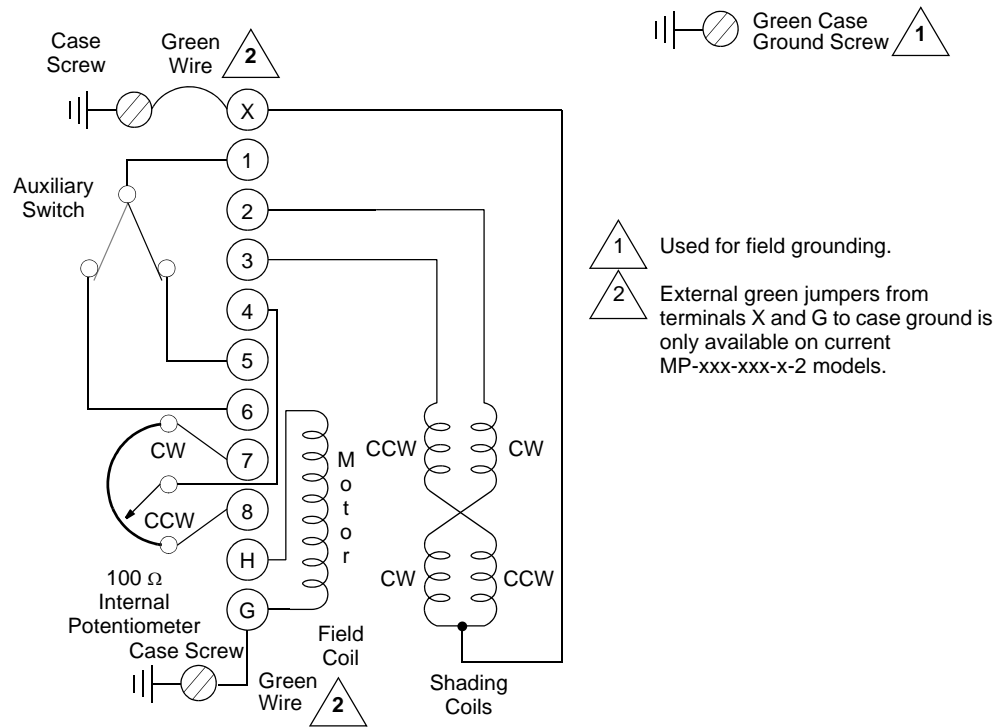 Case
Screw
Green
Wire
2
Green Case
Ground Screw
1
X
1
Auxiliary
Switch
2
3
4
5
6
7
8
H
G
CW
CCW
100 Ω
Internal
Potentiometer
Motor
Field
Coil
CCW
CW
CW
CCW
Shading
Coils
Case Screw
Green
Wire
2
1
Used for field grounding.
2
External green jumpers from
terminals X and G to case ground is
only available on current
MP-xxx-xxx-x-2 models.